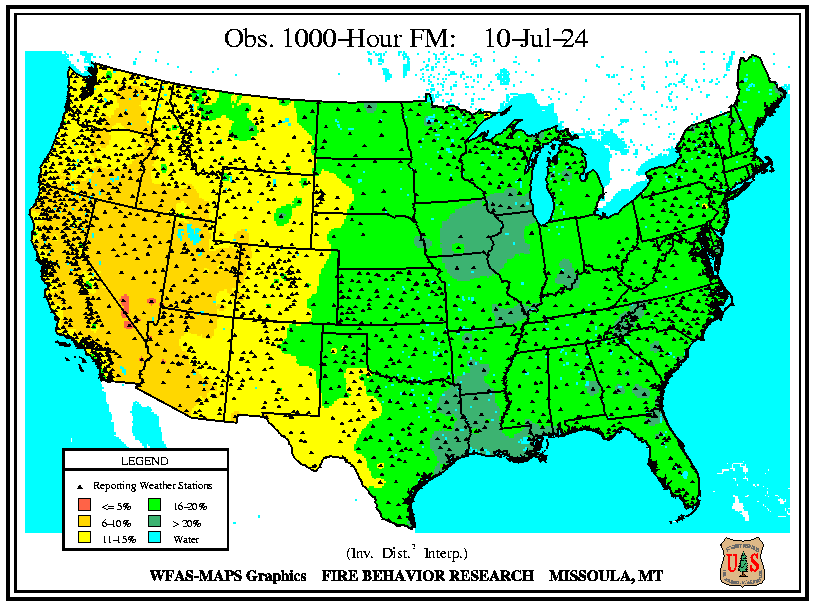 Obs. 1000-Hour FM: 10-Jul-24
LEGEND
Reporting Weather Stations
<= 5% 16-20%
6-10% > 20%
11-15% Water
(Inv. Dist.² Interp.)
WFAS-MAPS Graphics FIRE BEHAVIOR RESEARCH MISSOULA, MT
U S